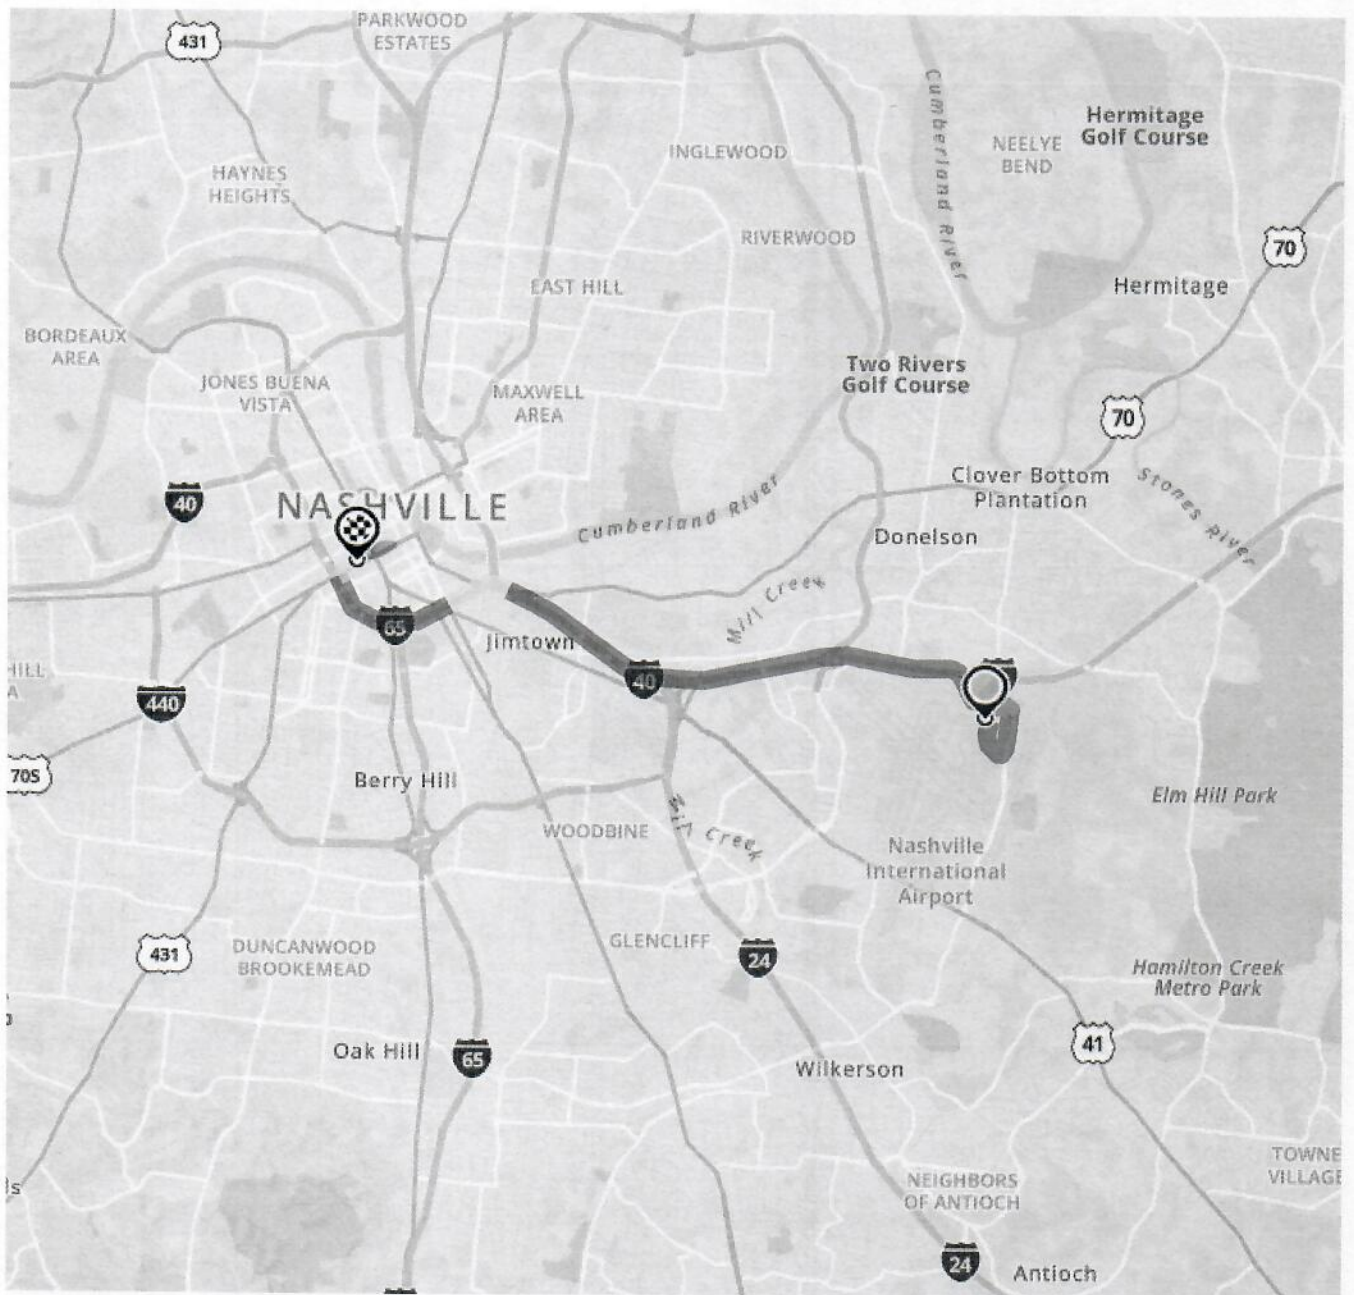 PARKWOOD
ESTATES
431
Cumberland River
Hermitage
Golf Course
NEELYE
BEND
INGLEWOOD
HAYNES
HEIGHTS
RIVERWOOD
70
Hermitage
EAST HILL
BORDEAUX
AREA
Two Rivers
Golf Course
JONES BUENA
VISTA
MAXWELL
AREA
70
Clover Bottom
Plantation
Stones River
40
NASHVILLE
Cumberland River
Donelson
Mill Creek
65
Jimtown
HILL
A
40
440
70S
Berry Hill
Elm Hill Park
WOODBINE
Mill Creek
Nashville
International
Airport
431
DUNCANWOOD
BROOKEMEAD
GLENCLIFF
24
Hamilton Creek
Metro Park
Oak Hill
65
41
Wilkerson
TOWNE
VILLAGE
NEIGHBORS
OF ANTIOCH
ls
24
Antioch